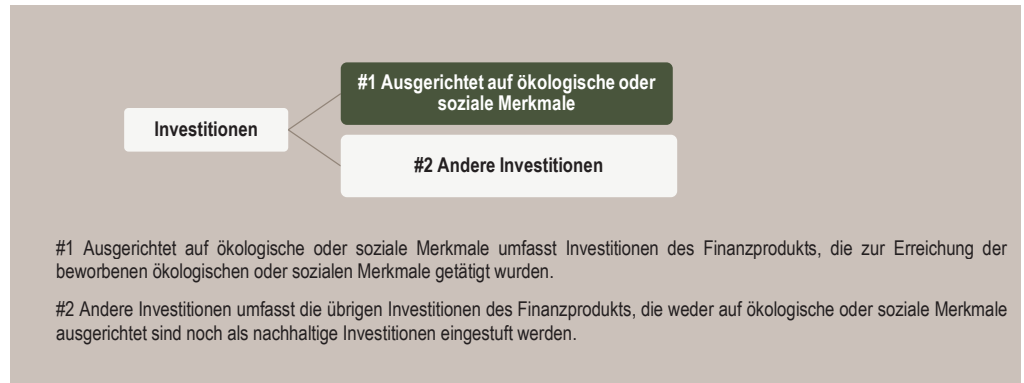 #1 Ausgerichtet auf ökologische oder
soziale Merkmale
Investitionen
#2 Andere Investitionen
#1 Ausgerichtet auf ökologische oder soziale Merkmale umfasst Investitionen des Finanzprodukts, die zur Erreichung der
beworbenen ökologischen oder sozialen Merkmale getätigt wurden.
#2 Andere Investitionen umfasst die übrigen Investitionen des Finanzprodukts, die weder auf ökologische oder soziale Merkmale
ausgerichtet sind noch als nachhaltige Investitionen eingestuft werden.